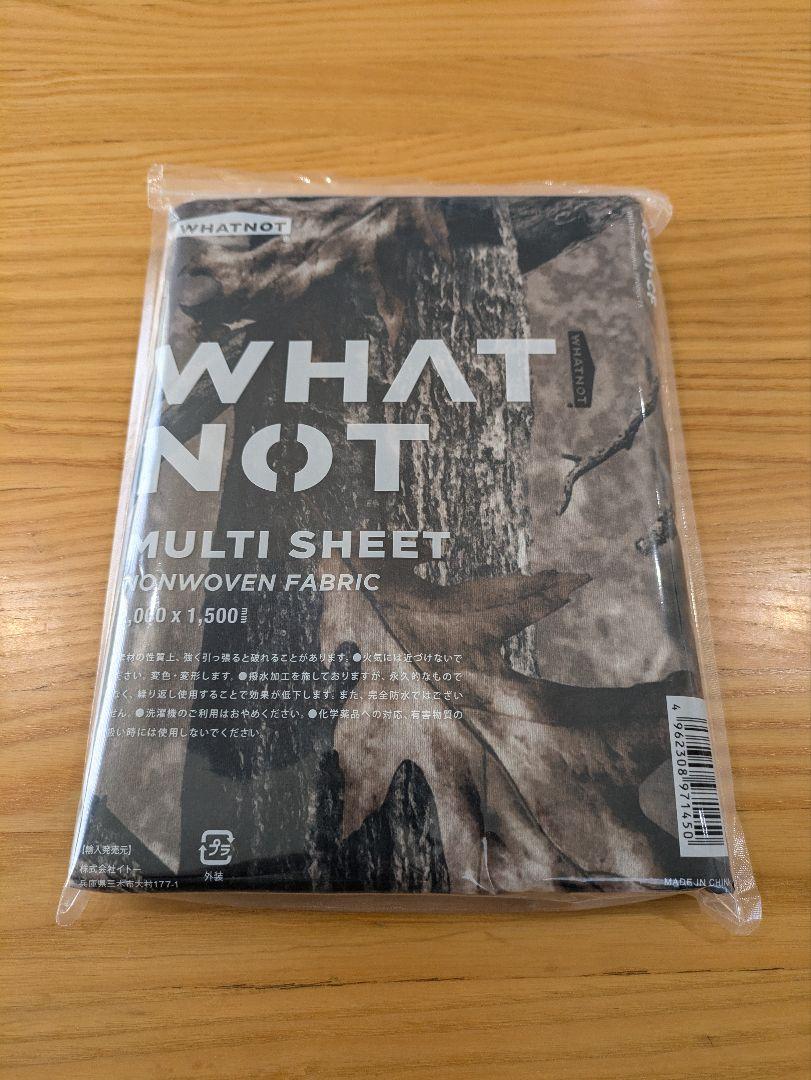 WHATNOT
WHAT
NOT
WHATNOT
MULTI SHEET
NONWOVEN FABRIC
,000 x 1,500mm
素材の性質上、強く引っ張ると破れることがあります。●火気には近づけないで
ださい。変色・変形します。●撥水加工を施しておりますが、永久的なもので
なく、繰り返し使用することで効果が低下します。また、完全防水ではござい
せん。●洗濯機のご利用はおやめください。●化学薬品への対応、有害物質の
扱い時には使用しないでください。
4962308971450
【輸入発売元】
株式会社イトー
兵庫県三木市大村177-1
プラ
外装
MADE IN CHIN